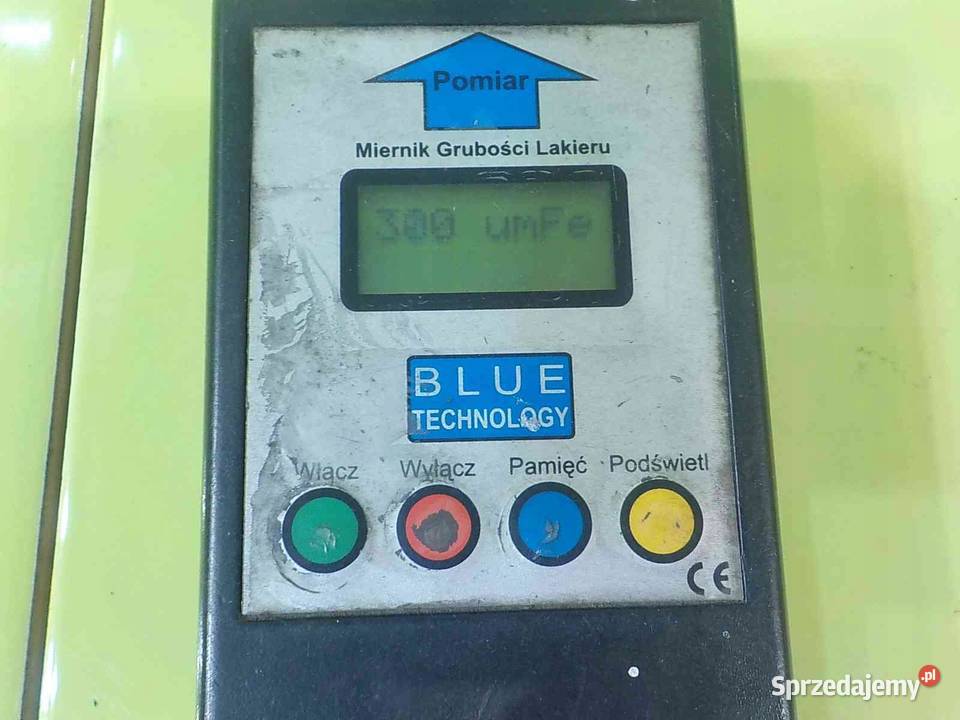 Pomiar
Miernik Grubości Lakieru
300 umFe
BLUE
TECHNOLOGY
Włącz Wyłącz Pamięć Podświetl
CE
Sprzedajemy.pl